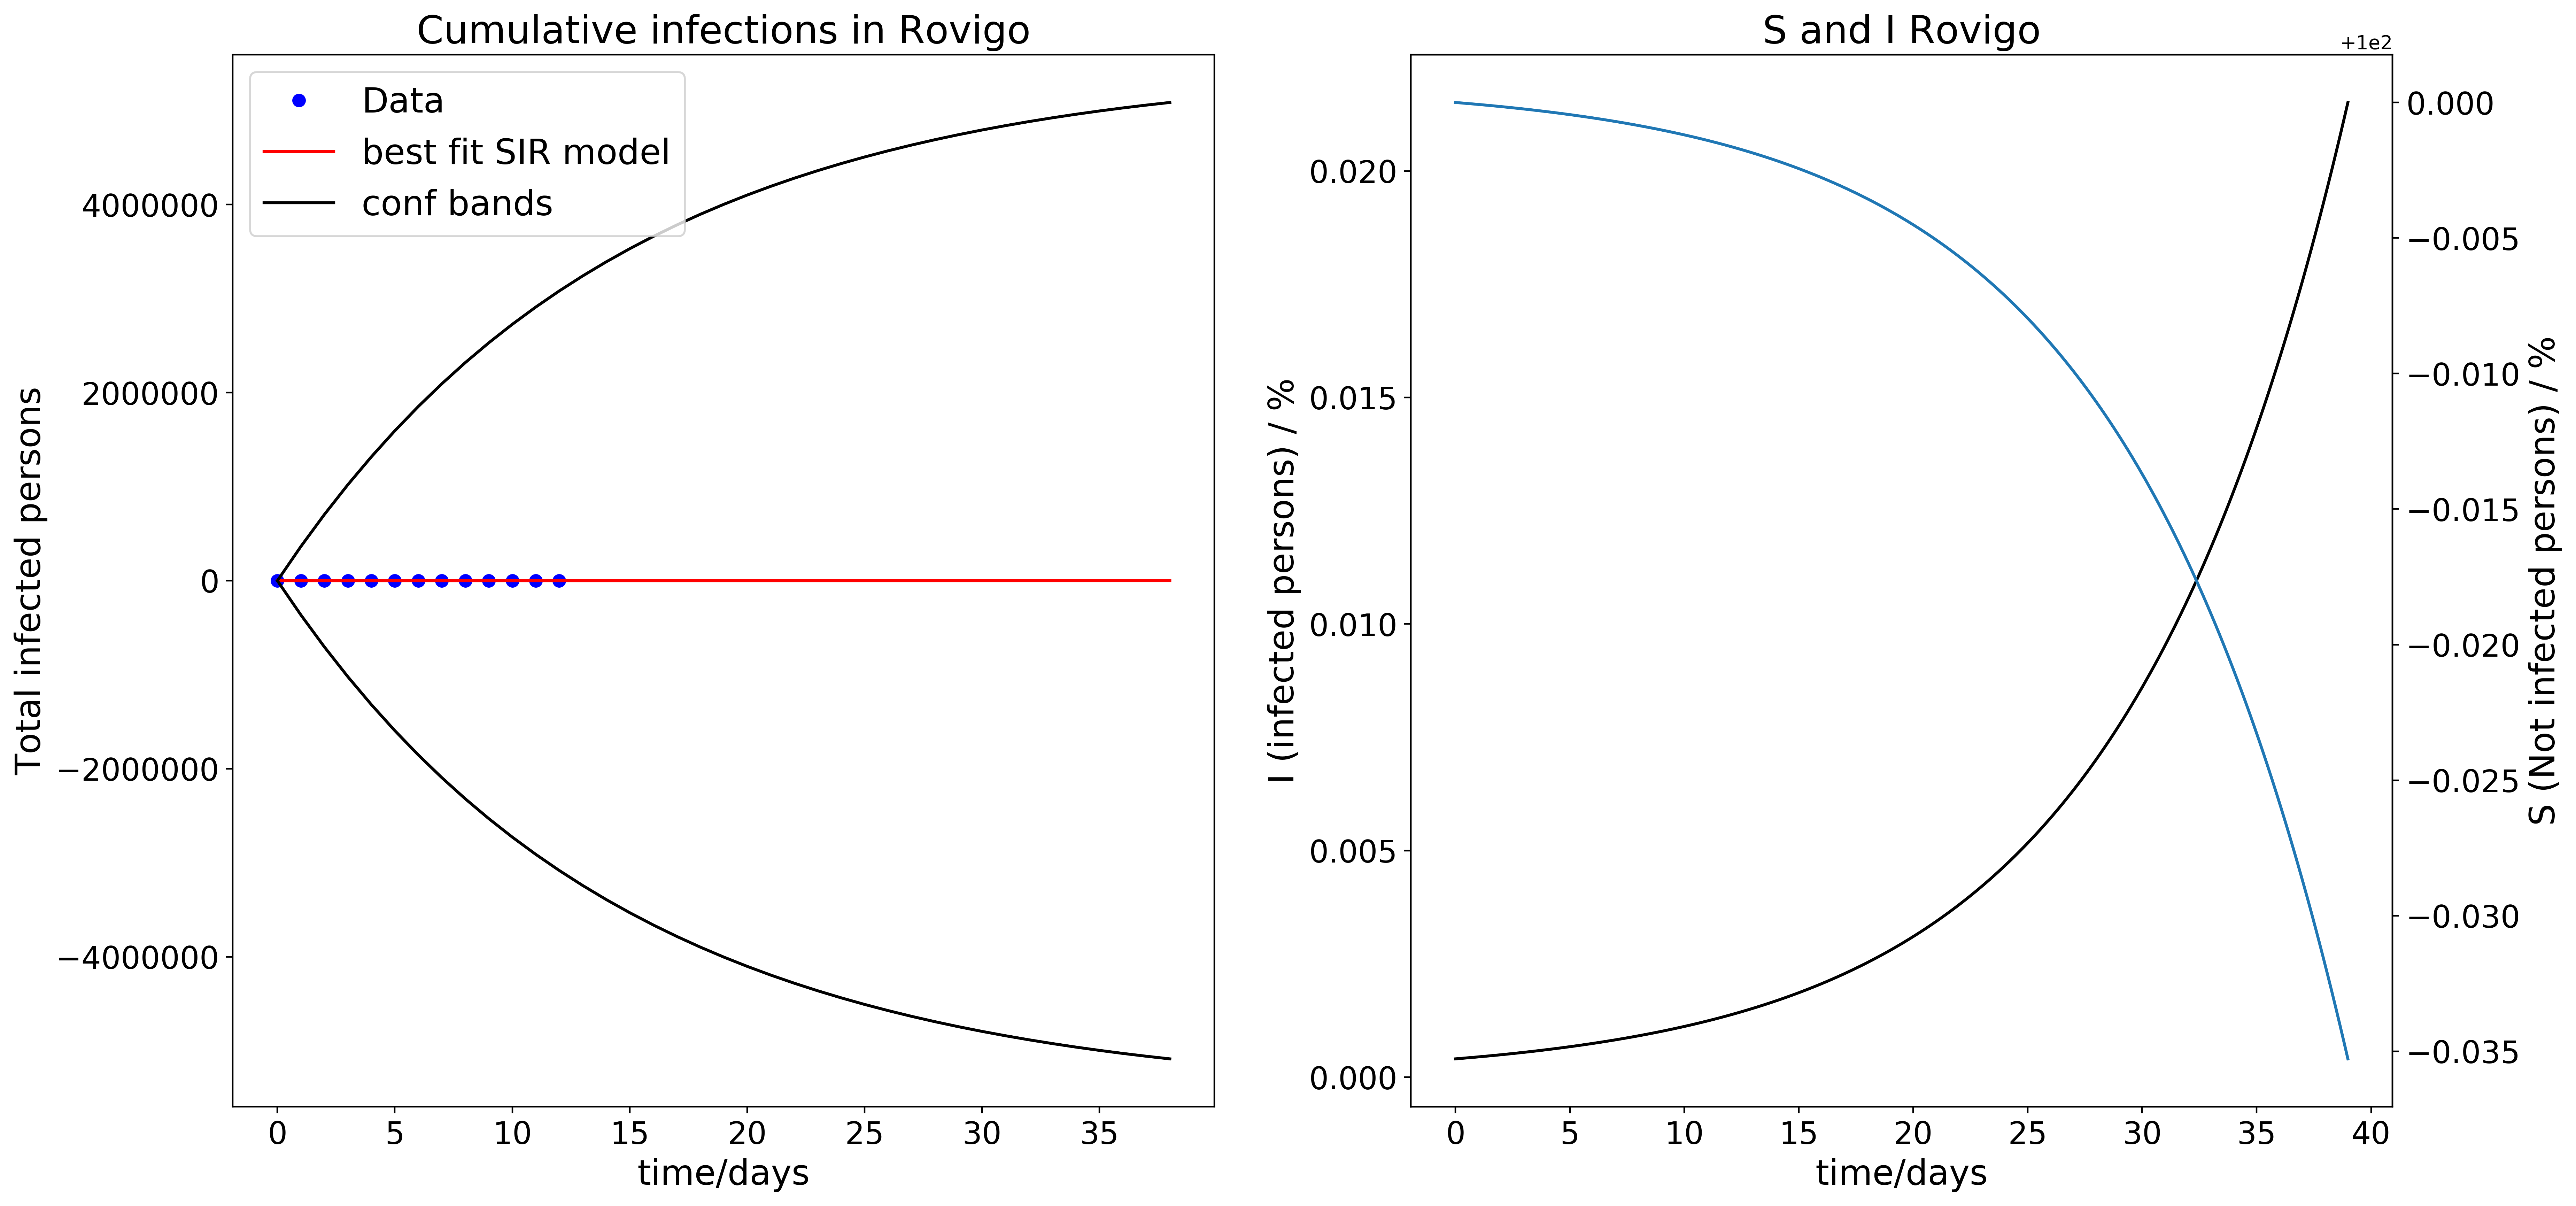 Cumulative infections in Rovigo
Data
best fit SIR model
conf bands
Total infected persons
4000000
2000000
0
−2000000
−4000000
0 5 10 15 20 25 30 35
time/days
S and I Rovigo
+1e2
I (infected persons) / %
0.020
0.015
0.010
0.005
0.000
0 5 10 15 20 25 30 35 40
time/days
0.000
−0.005
−0.010
−0.015
−0.020
−0.025
−0.030
−0.035
S (Not infected persons) / %